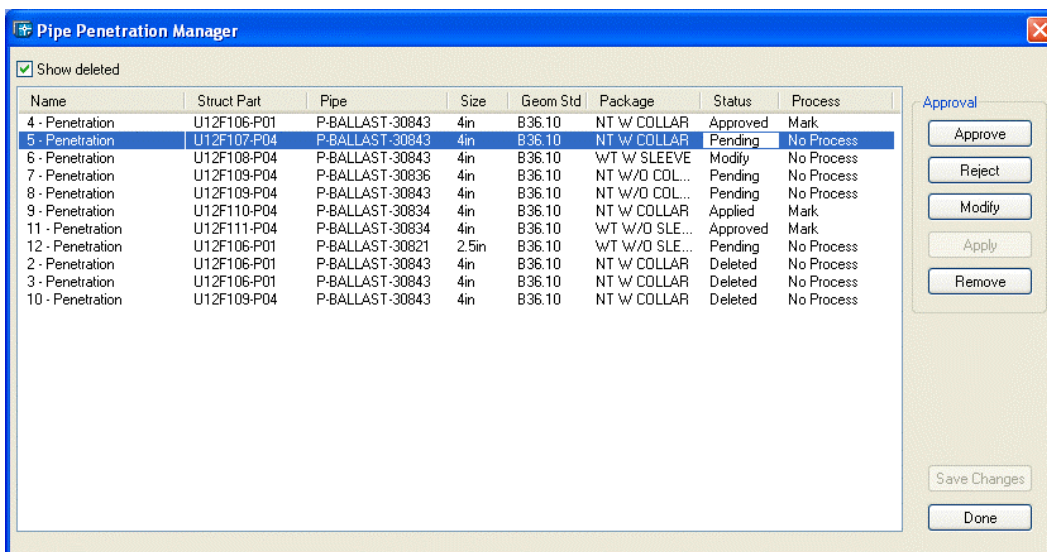 Pipe Penetration Manager
Show deleted
Name Struct Part Pipe Size Geom Std Package Status Process
4 - Penetration U12F106-P01 P-BALLAST-30843 4in B36.10 NT W COLLAR Approved Mark
5 - Penetration U12F107-P04 P-BALLAST-30843 4in B36.10 NT W COLLAR Pending No Process
6 - Penetration U12F108-P04 P-BALLAST-30843 4in B36.10 WT W SLEEVE Modify No Process
7 - Penetration U12F109-P04 P-BALLAST-30836 4in B36.10 NT W/O COL... Pending No Process
8 - Penetration U12F109-P04 P-BALLAST-30843 4in B36.10 NT W/O COL... Pending No Process
9 - Penetration U12F110-P04 P-BALLAST-30834 4in B36.10 NT W COLLAR Applied Mark
11 - Penetration U12F111-P04 P-BALLAST-30834 4in B36.10 WT W/O SLE... Approved Mark
12 - Penetration U12F106-P01 P-BALLAST-30821 2.5in B36.10 WT W/O SLE... Pending No Process
2 - Penetration U12F106-P01 P-BALLAST-30843 4in B36.10 NT W COLLAR Deleted No Process
3 - Penetration U12F106-P01 P-BALLAST-30843 4in B36.10 NT W COLLAR Deleted No Process
10 - Penetration U12F109-P04 P-BALLAST-30843 4in B36.10 NT W COLLAR Deleted No Process
Approval
Approve
Reject
Modify
Apply
Remove
Save Changes
Done